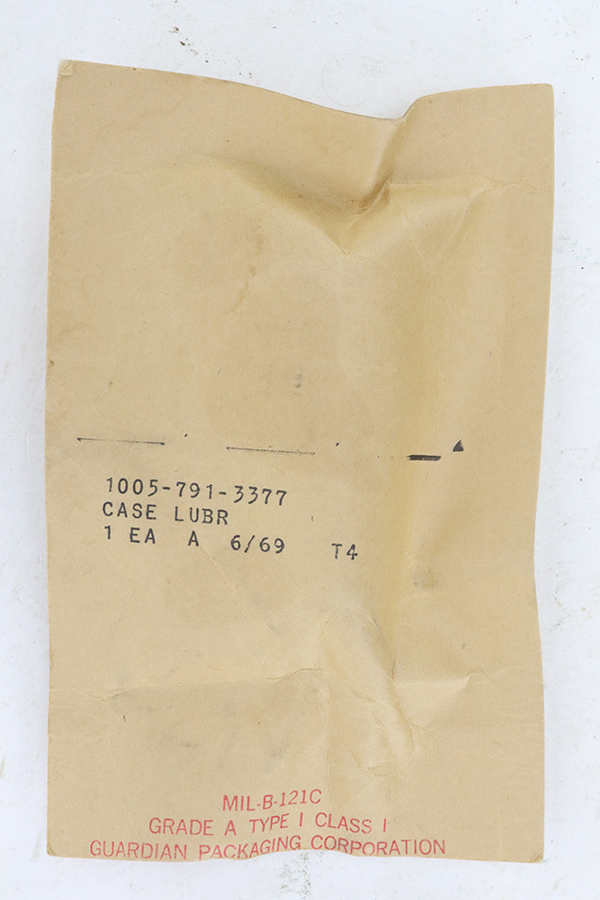 1005-791-3377
CASE LUBR
1 EA A 6/69 T4
MIL-B-121C
GRADE A TYPE I CLASS I
GUARDIAN PACKAGING CORPORATION